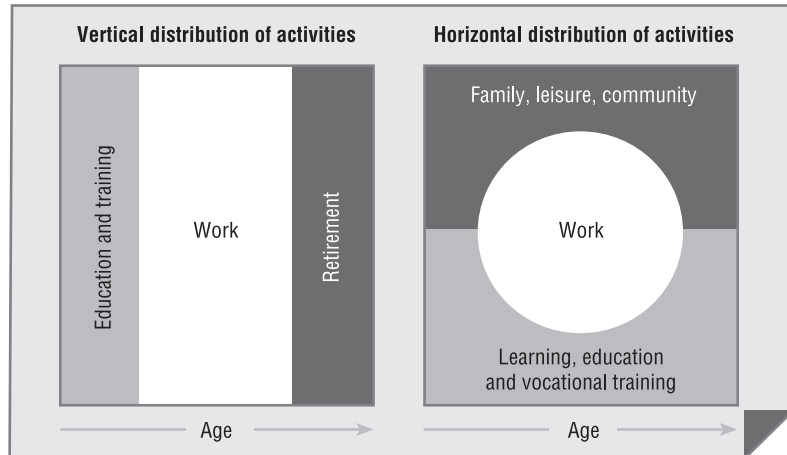 Vertical distribution of activities
Education and training
Work
Retirement
Age
Horizontal distribution of activities
Family, leisure, community
Work
Learning, education
and vocational training
Age